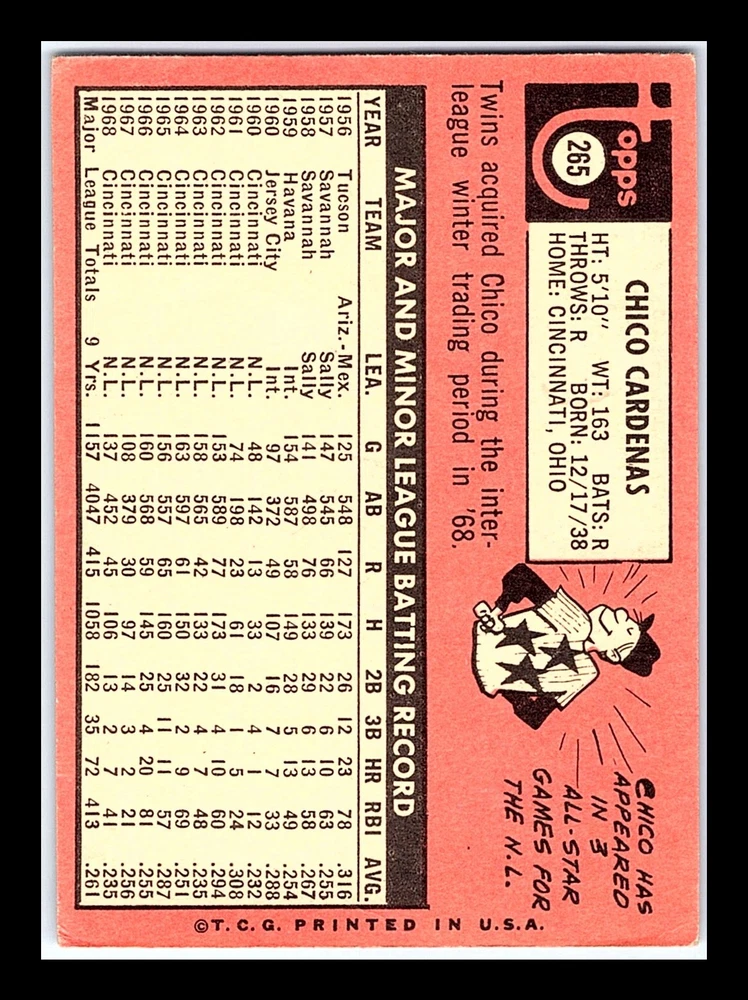 Topps
265
CHICO CARDENAS
HT: 5'10" WT: 163 BATS: R
THROWS: R BORN: 12/17/38
HOME: CINCINNATI, OHIO
CHICO HAS
APPEARED
IN 3
ALL-STAR
GAMES FOR
THE N.L.
Twins acquired Chico during the inter-
league winter trading period in '68.
MAJOR AND MINOR LEAGUE BATTING RECORD
YEAR TEAM LEA. G AB R H 2B 3B HR RBI AVG.
1956 Tucson Ariz.-Mex. 125 548 127 173 26 12 23 78 .316
1957 Savannah Sally 147 545 66 139 22 6 10 63 .255
1958 Savannah Sally 141 498 76 133 29 6 13 58 .267
1959 Havana Int. 154 587 58 149 28 5 13 49 .254
1960 Jersey City Int. 97 372 49 107 16 7 7 33 .288
1960 Cincinnati N.L. 48 142 13 33 2 4 1 12 .232
1961 Cincinnati N.L. 74 198 23 61 18 1 5 24 .308
1962 Cincinnati N.L. 153 589 77 173 31 4 10 60 .294
1963 Cincinnati N.L. 158 565 42 133 22 4 7 48 .235
1964 Cincinnati N.L. 163 597 61 150 32 2 9 69 .251
1965 Cincinnati N.L. 156 557 65 160 25 11 11 57 .287
1966 Cincinnati N.L. 160 568 59 145 25 4 20 81 .255
1967 Cincinnati N.L. 108 379 30 97 14 3 2 21 .256
1968 Cincinnati N.L. 137 452 45 106 13 2 7 41 .235
Major League Totals 9 Yrs. 1157 4047 415 1058 182 35 72 413 .261
©T.C.G. PRINTED IN U.S.A.